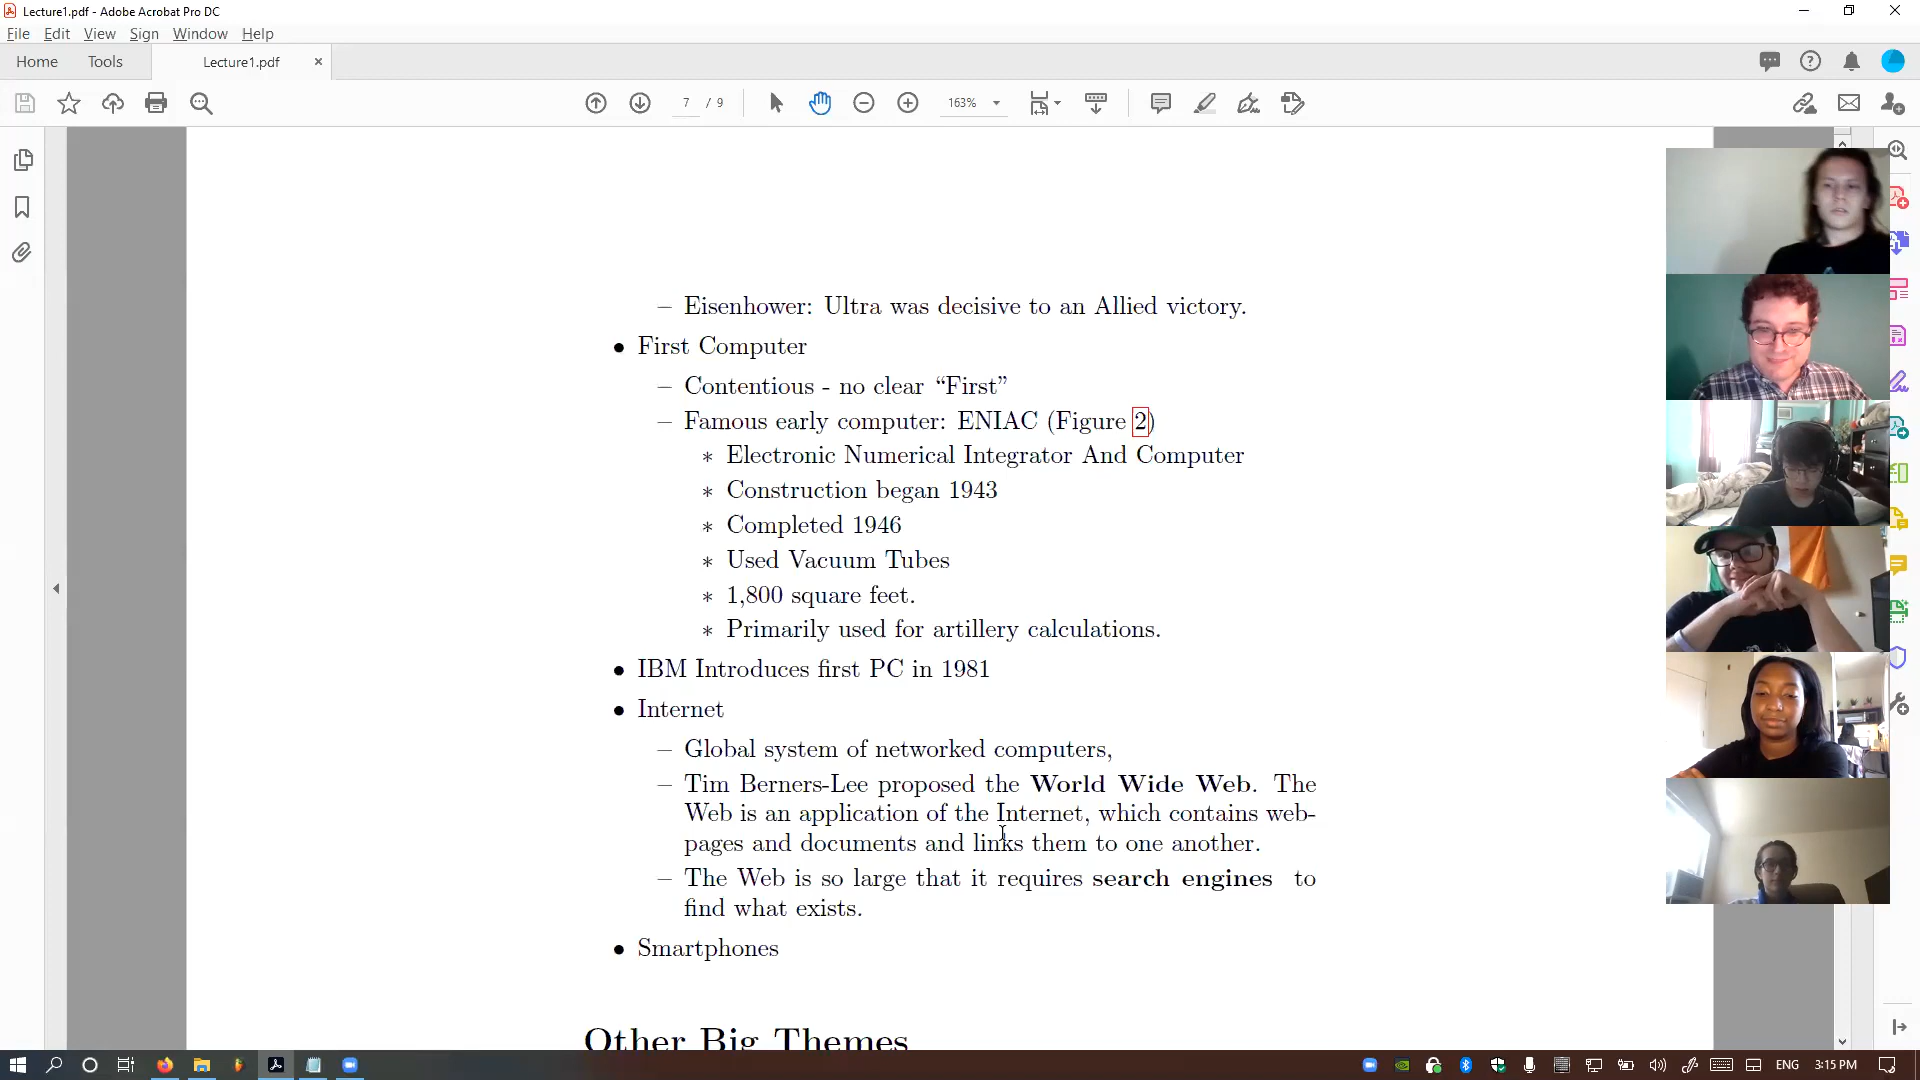 Lecture1.pdf - Adobe Acrobat Pro DC
File Edit View Sign Window Help
Home Tools Lecture1.pdf ×
7 / 9 163%
– Eisenhower: Ultra was decisive to an Allied victory.
• First Computer
– Contentious - no clear “First”
– Famous early computer: ENIAC (Figure 2)
∗ Electronic Numerical Integrator And Computer
∗ Construction began 1943
∗ Completed 1946
∗ Used Vacuum Tubes
∗ 1,800 square feet.
∗ Primarily used for artillery calculations.
• IBM Introduces first PC in 1981
• Internet
– Global system of networked computers,
– Tim Berners-Lee proposed the World Wide Web. The
Web is an application of the Internet, which contains web-
pages and documents and links them to one another.
– The Web is so large that it requires search engines to
find what exists.
• Smartphones
Other Big Themes
ENG 3:15 PM